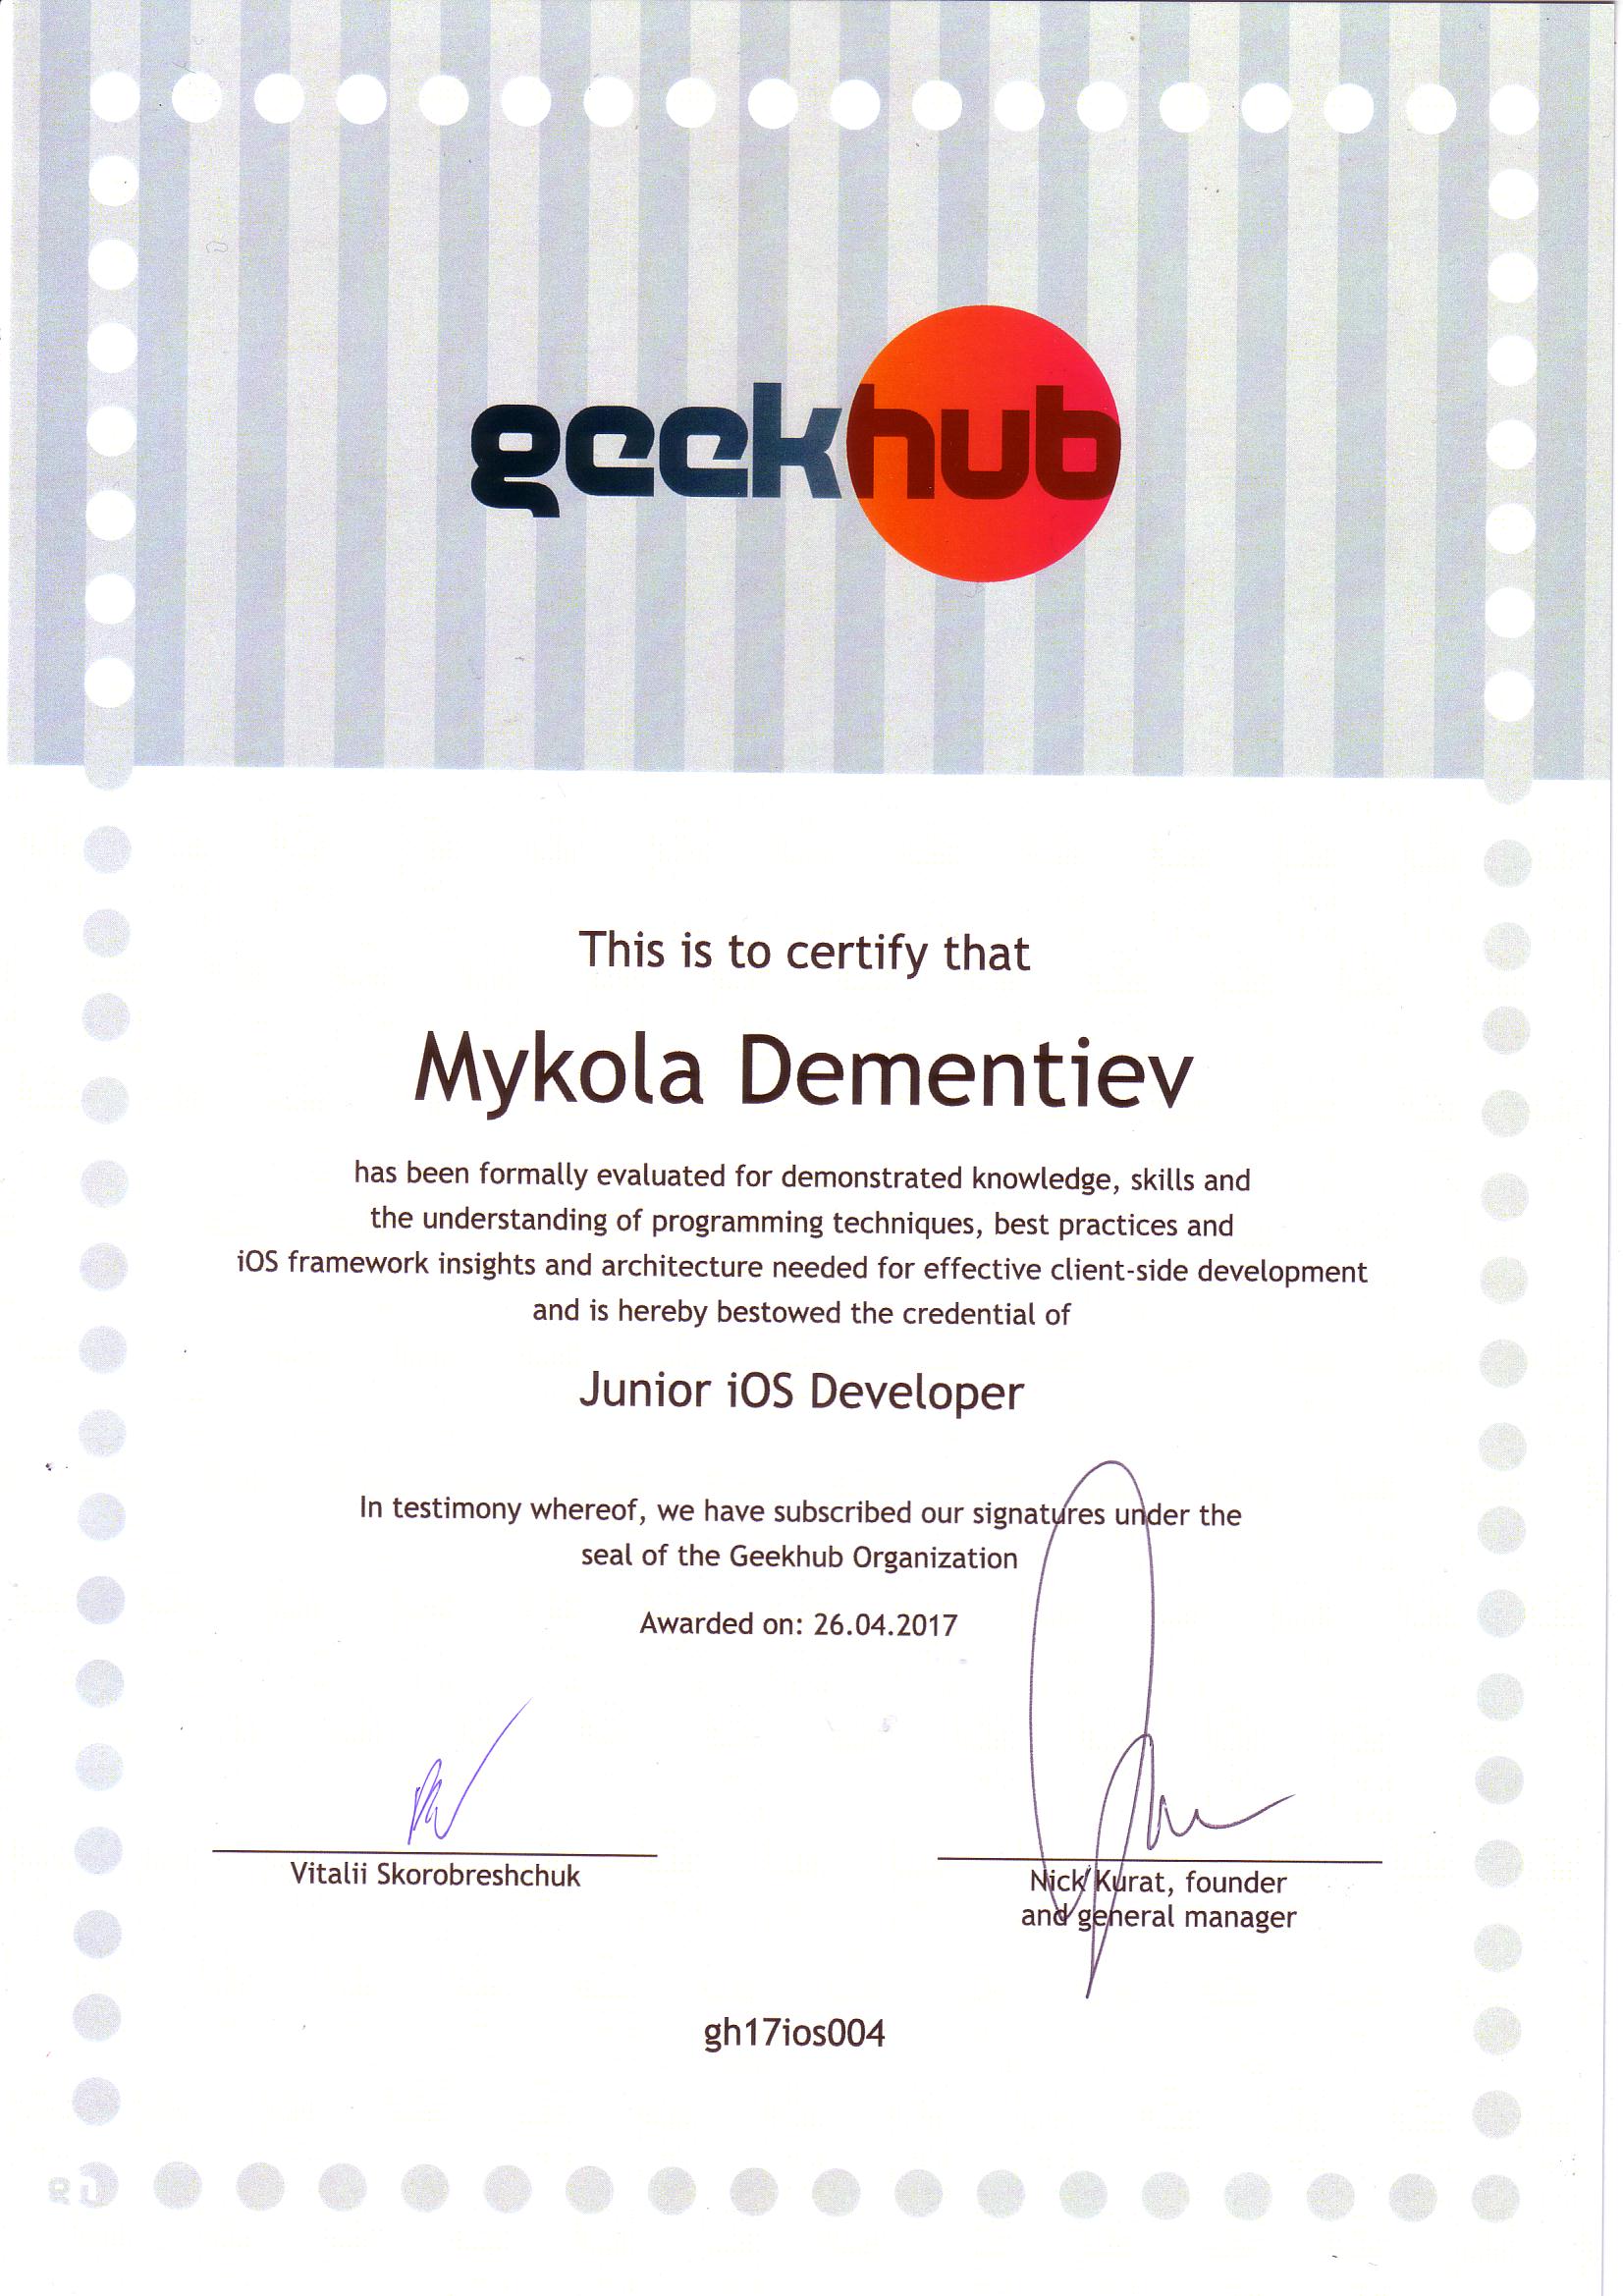 geekhub
This is to certify that
Mykola Dementiev
has been formally evaluated for demonstrated knowledge, skills and
the understanding of programming techniques, best practices and
iOS framework insights and architecture needed for effective client-side development
and is hereby bestowed the credential of
Junior iOS Developer
In testimony whereof, we have subscribed our signatures under the
seal of the Geekhub Organization
Awarded on: 26.04.2017
Vitalii Skorobreshchuk
Nick Kurat, founder
and general manager
gh17ios004